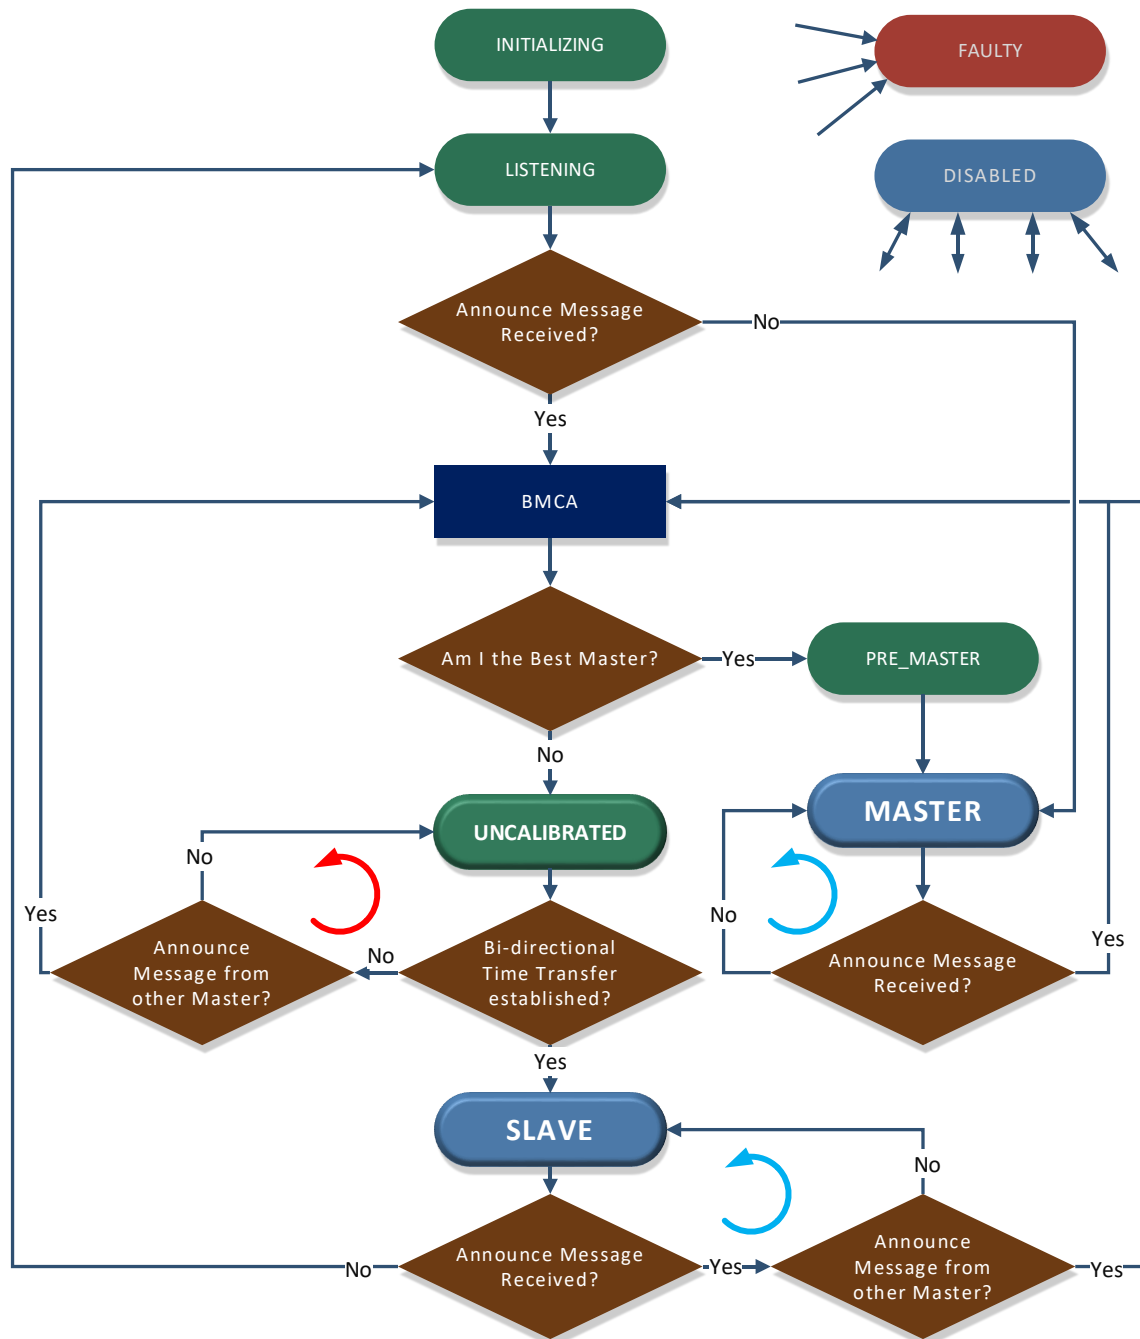 INITIALIZING
FAULTY
LISTENING
DISABLED
Announce Message
Received?
No
Yes
BMCA
Am I the Best Master?
Yes
PRE_MASTER
No
MASTER
UNCALIBRATED
No
Yes
Announce
Message from
other Master?
No
Bi-directional
Time Transfer
established?
No
Announce Message
Received?
Yes
Yes
SLAVE
No
No
Announce Message
Received?
Yes
Announce
Message from
other Master?
Yes